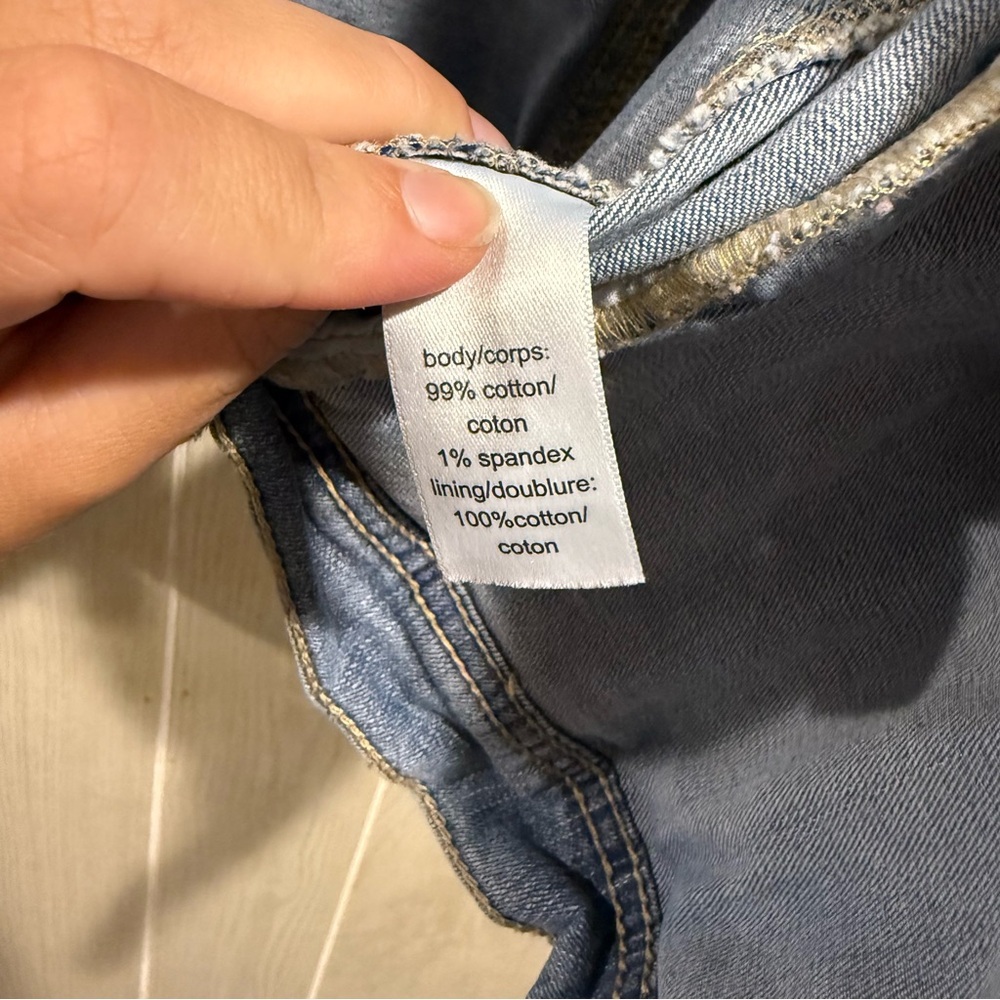 body/corps:
99% cotton/
coton
1% spandex
lining/doublure:
100%cotton/
coton